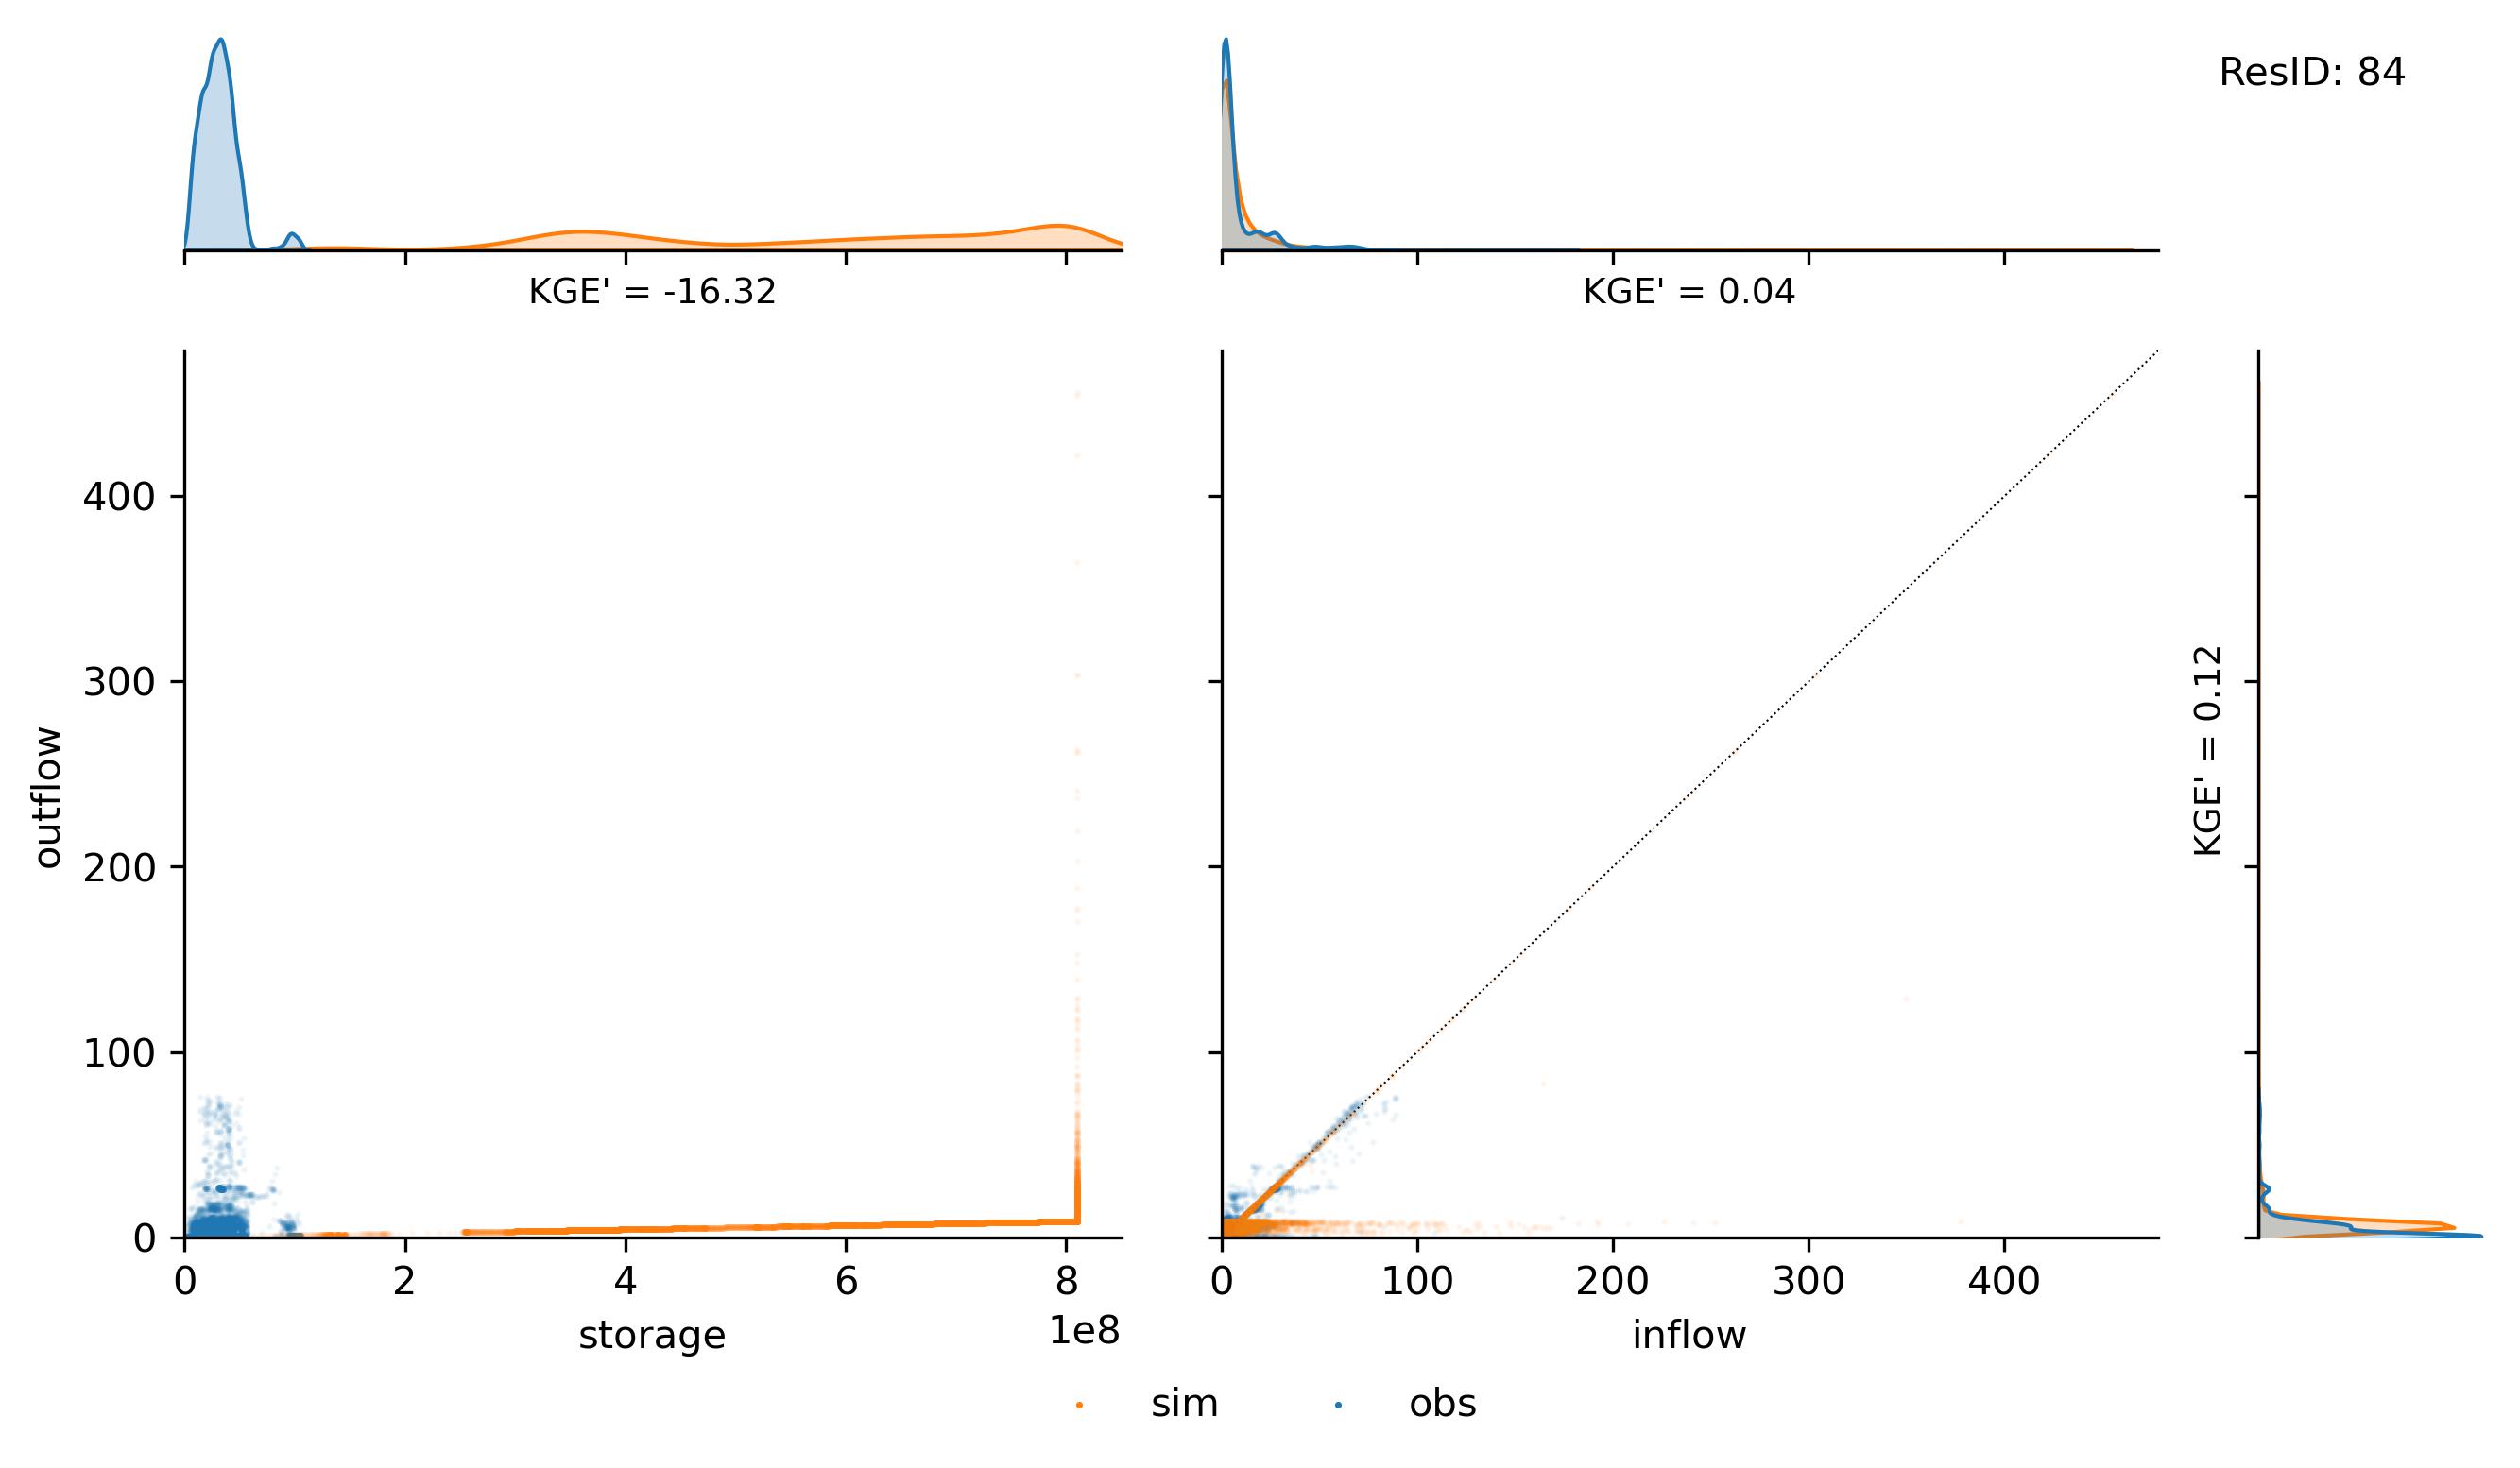 ResID: 84
KGE' = -16.32
KGE' = 0.04
400
300
200
100
0
outflow
KGE' = 0.12
0 2 4 6 8
1e8
storage
0 100 200 300 400
inflow
sim obs